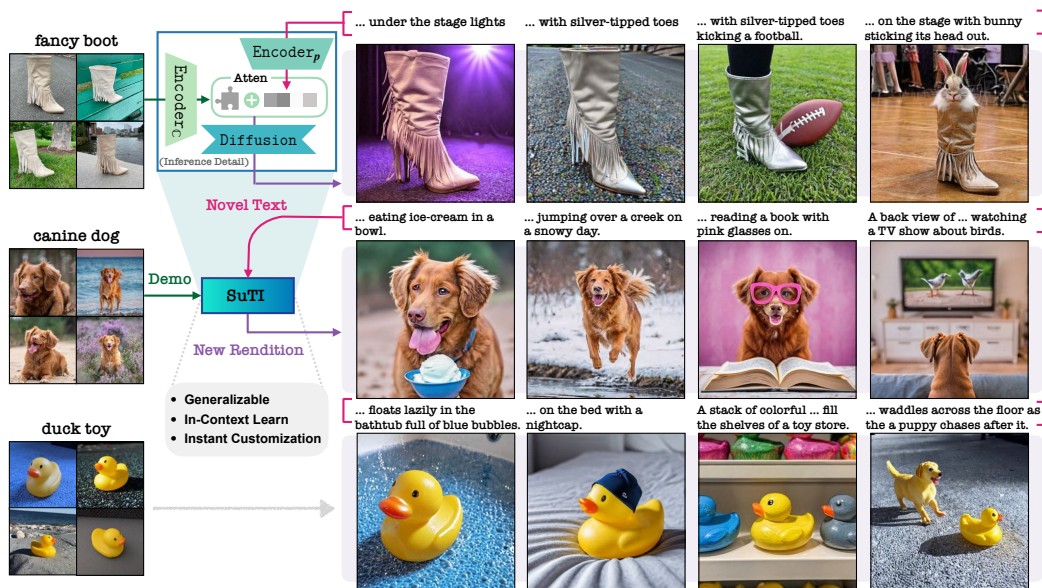 fancy boot
Encoder_C
Encoder_p
Atten
Diffusion
(Inference Detail)
... under the stage lights
... with silver-tipped toes
... with silver-tipped toes
kicking a football.
... on the stage with bunny
sticking its head out.
Novel Text
canine dog
Demo
SuTI
New Rendition
... eating ice-cream in a
bowl.
... jumping over a creek on
a snowy day.
... reading a book with
pink glasses on.
A back view of ... watching
a TV show about birds.
• Generalizable
• In-Context Learn
• Instant Customization
duck toy
... floats lazily in the
bathtub full of blue bubbles.
... on the bed with a
nightcap.
A stack of colorful ... fill
the shelves of a toy store.
... waddles across the floor as
the a puppy chases after it.